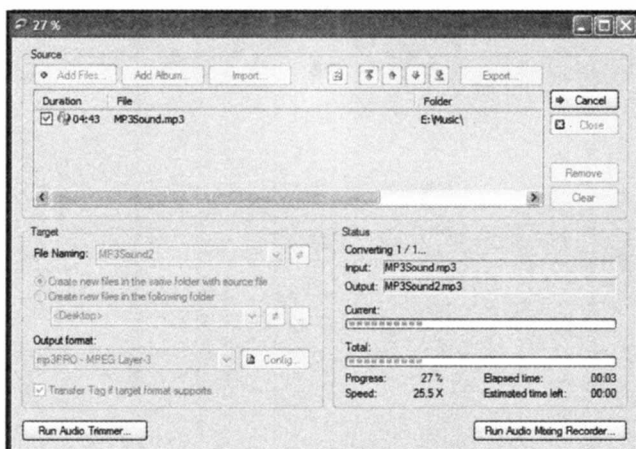 27 %
Source
Add Files... Add Album... Import... Export...
Duration File Folder
04:43 MP3Sound.mp3 E:\Music\
Cancel
Close
Remove
Clear
Target
File Naming: MP3Sound2
Create new files in the same folder with source file
Create new files in the following folder
<Desktop> ...
Output format:
mp3PRO - MPEG Layer-3 Config...
Transfer Tag if target format supports
Status
Converting 1 / 1...
Input: MP3Sound.mp3
Output: MP3Sound2.mp3
Current:
Total:
Progress: 27 % Elapsed time: 00:03
Speed: 25.5 X Estimated time left: 00:00
Run Audio Trimmer... Run Audio Mixing Recorder...